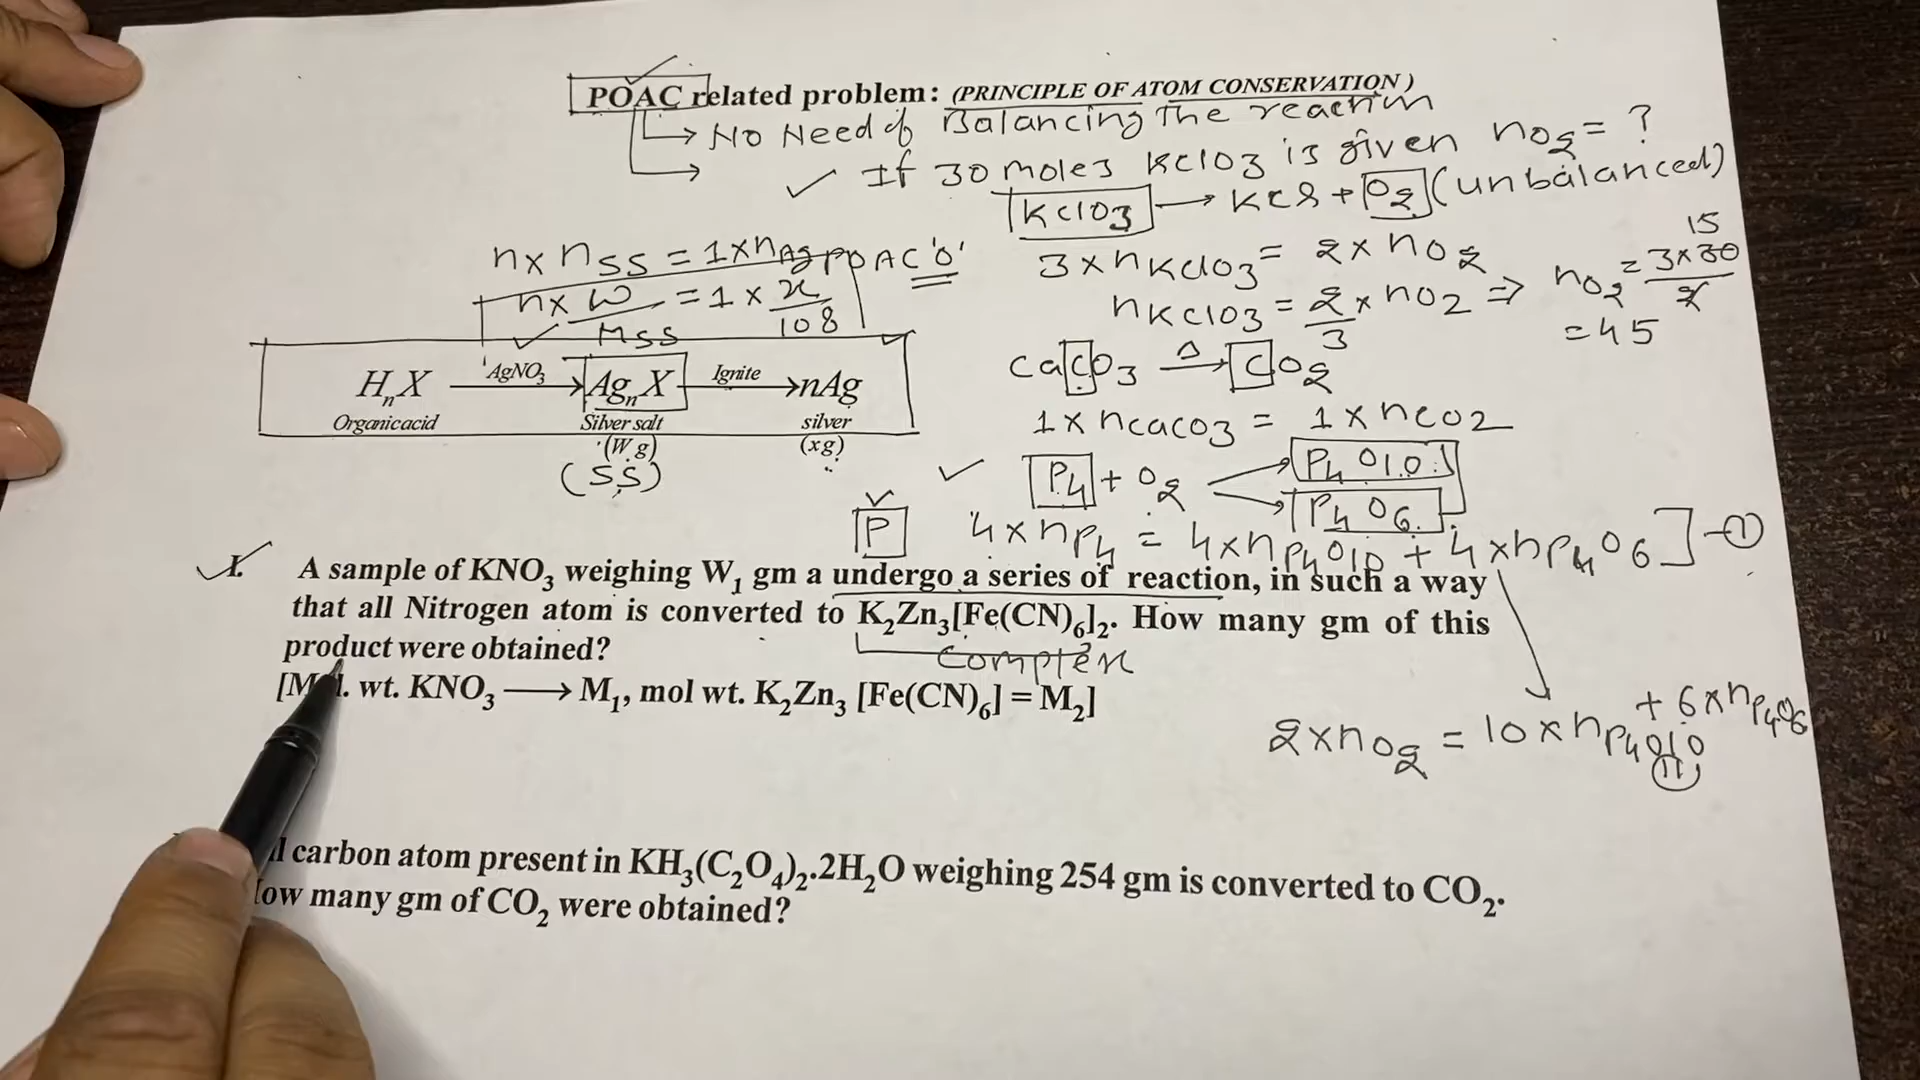 POAC related problem: (PRINCIPLE OF ATOM CONSERVATION)
→ No Need of Balancing The reaction
→ ✓ If 30 moles KClO3 is given nO2 = ?
KClO3 → KCl + O2 (unbalanced)
n × nSS = 1 × nAg
POAC 'O'
3 × nKClO3 = 2 × nO2
nKClO3 = 2/3 × nO2 ⇒ nO2 = 3×30/2
15
= 45
n × W/MSS = 1 × x/108
HnX —AgNO3→ AgnX —Ignite→ nAg
Organic acid Silver salt silver
(W g) (xg)
(S.S)
CaCO3 —Δ→ CO2
1 × nCaCO3 = 1 × nCO2
✓ P4 + O2 → P4O10
→ P4O6
P 4 × nP4 = 4 × nP4O10 + 4 × nP4O6 ] – ①
I. A sample of KNO3 weighing W1 gm a undergo a series of reaction, in such a way
that all Nitrogen atom is converted to K2Zn3[Fe(CN)6]2. How many gm of this
product were obtained?
Complex
wt. KNO3 ⟶ M1, mol wt. K2Zn3 [Fe(CN)6] = M2]
2 × nO2 = 10 × nP4O10 + 6 × nP4O6
(II)
carbon atom present in KH3(C2O4)2.2H2O weighing 254 gm is converted to CO2.
many gm of CO2 were obtained?